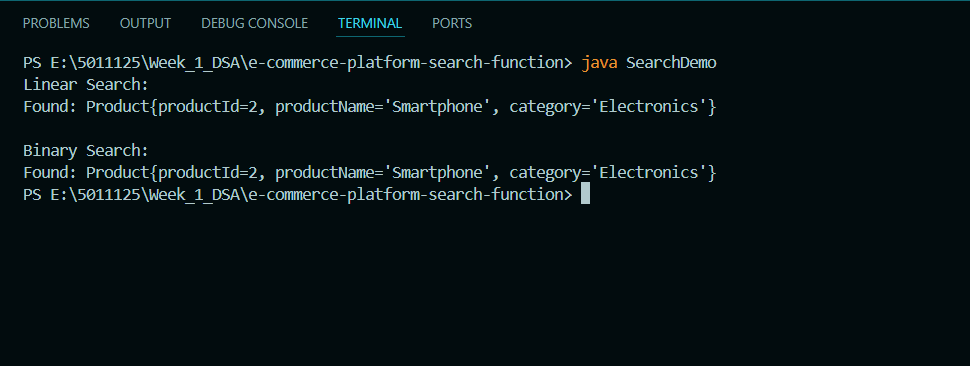 PROBLEMS OUTPUT DEBUG CONSOLE TERMINAL PORTS
PS E:\5011125\Week_1_DSA\e-commerce-platform-search-function> java SearchDemo
Linear Search:
Found: Product{productId=2, productName='Smartphone', category='Electronics'}
Binary Search:
Found: Product{productId=2, productName='Smartphone', category='Electronics'}
PS E:\5011125\Week_1_DSA\e-commerce-platform-search-function>